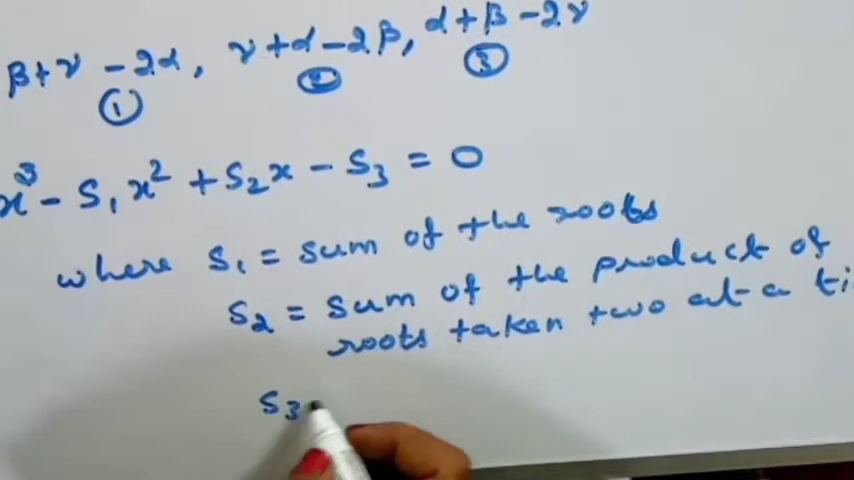 β+γ -2α, γ+α-2β, α+β-2γ
① ② ③
x³ - S₁x² + S₂x - S₃ = 0
where S₁ = sum of the roots
S₂ = sum of the product of
roots taken two at a ti
S₃